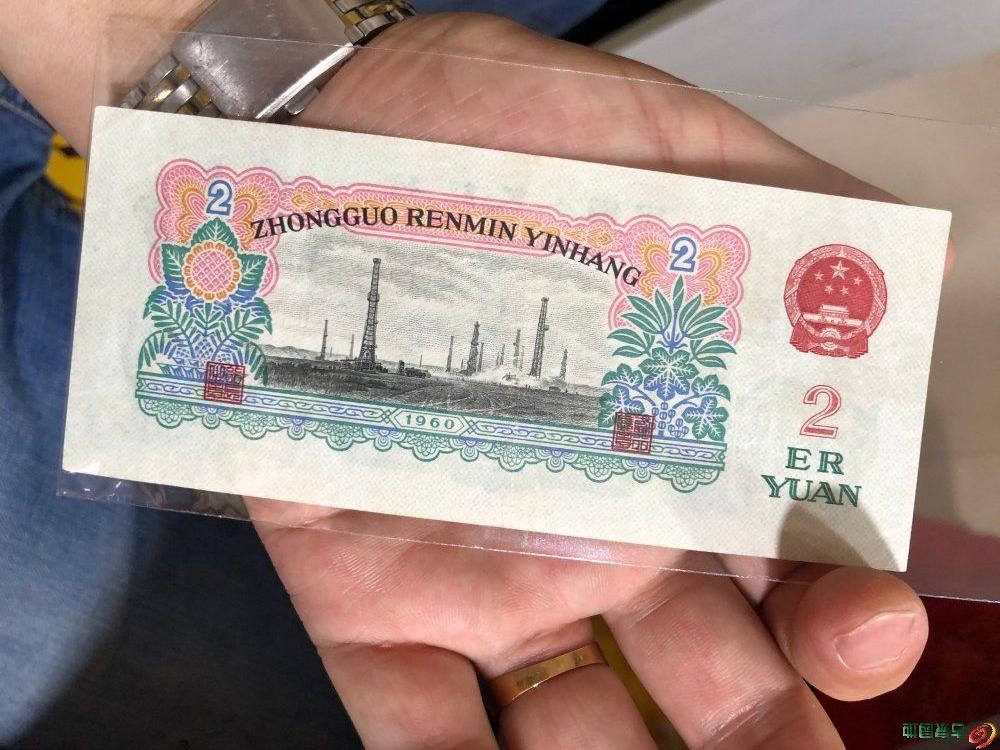 2
2
ZHONGGUO RENMIN YINHANG
1960
2
ER
YUAN